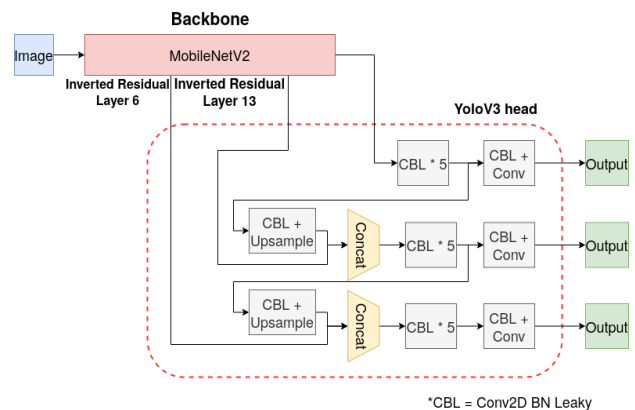 Backbone
Image
MobileNetV2
Inverted Residual
Layer 6
Inverted Residual
Layer 13
YoloV3 head
CBL * 5
CBL +
Conv
Output
CBL +
Upsample
Concat
CBL * 5
CBL +
Conv
Output
CBL +
Upsample
Concat
CBL * 5
CBL +
Conv
Output
*CBL = Conv2D BN Leaky